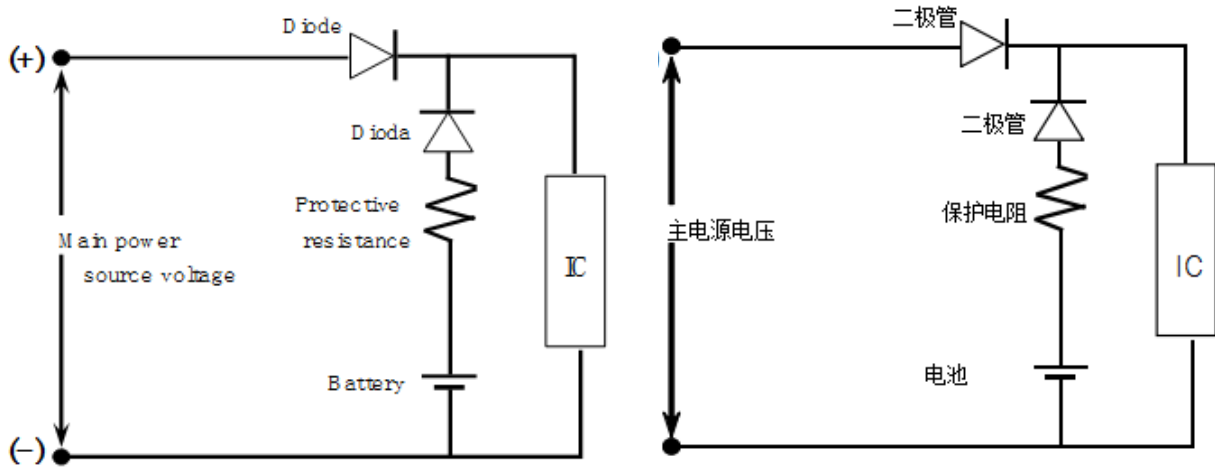 Diode
(+)
Dioda
Protective
resistance
Main power
source voltage
IC
Battery
(-)
二极管
二极管
保护电阻
主电源电压
IC
电池